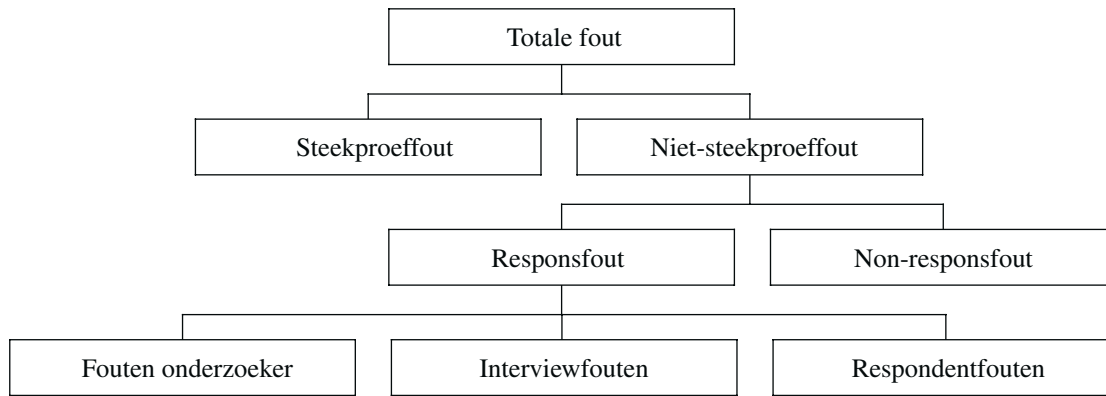 Totale fout
Steekproeffout
Niet-steekproeffout
Responsfout
Non-responsfout
Fouten onderzoeker
Interviewfouten
Respondentfouten